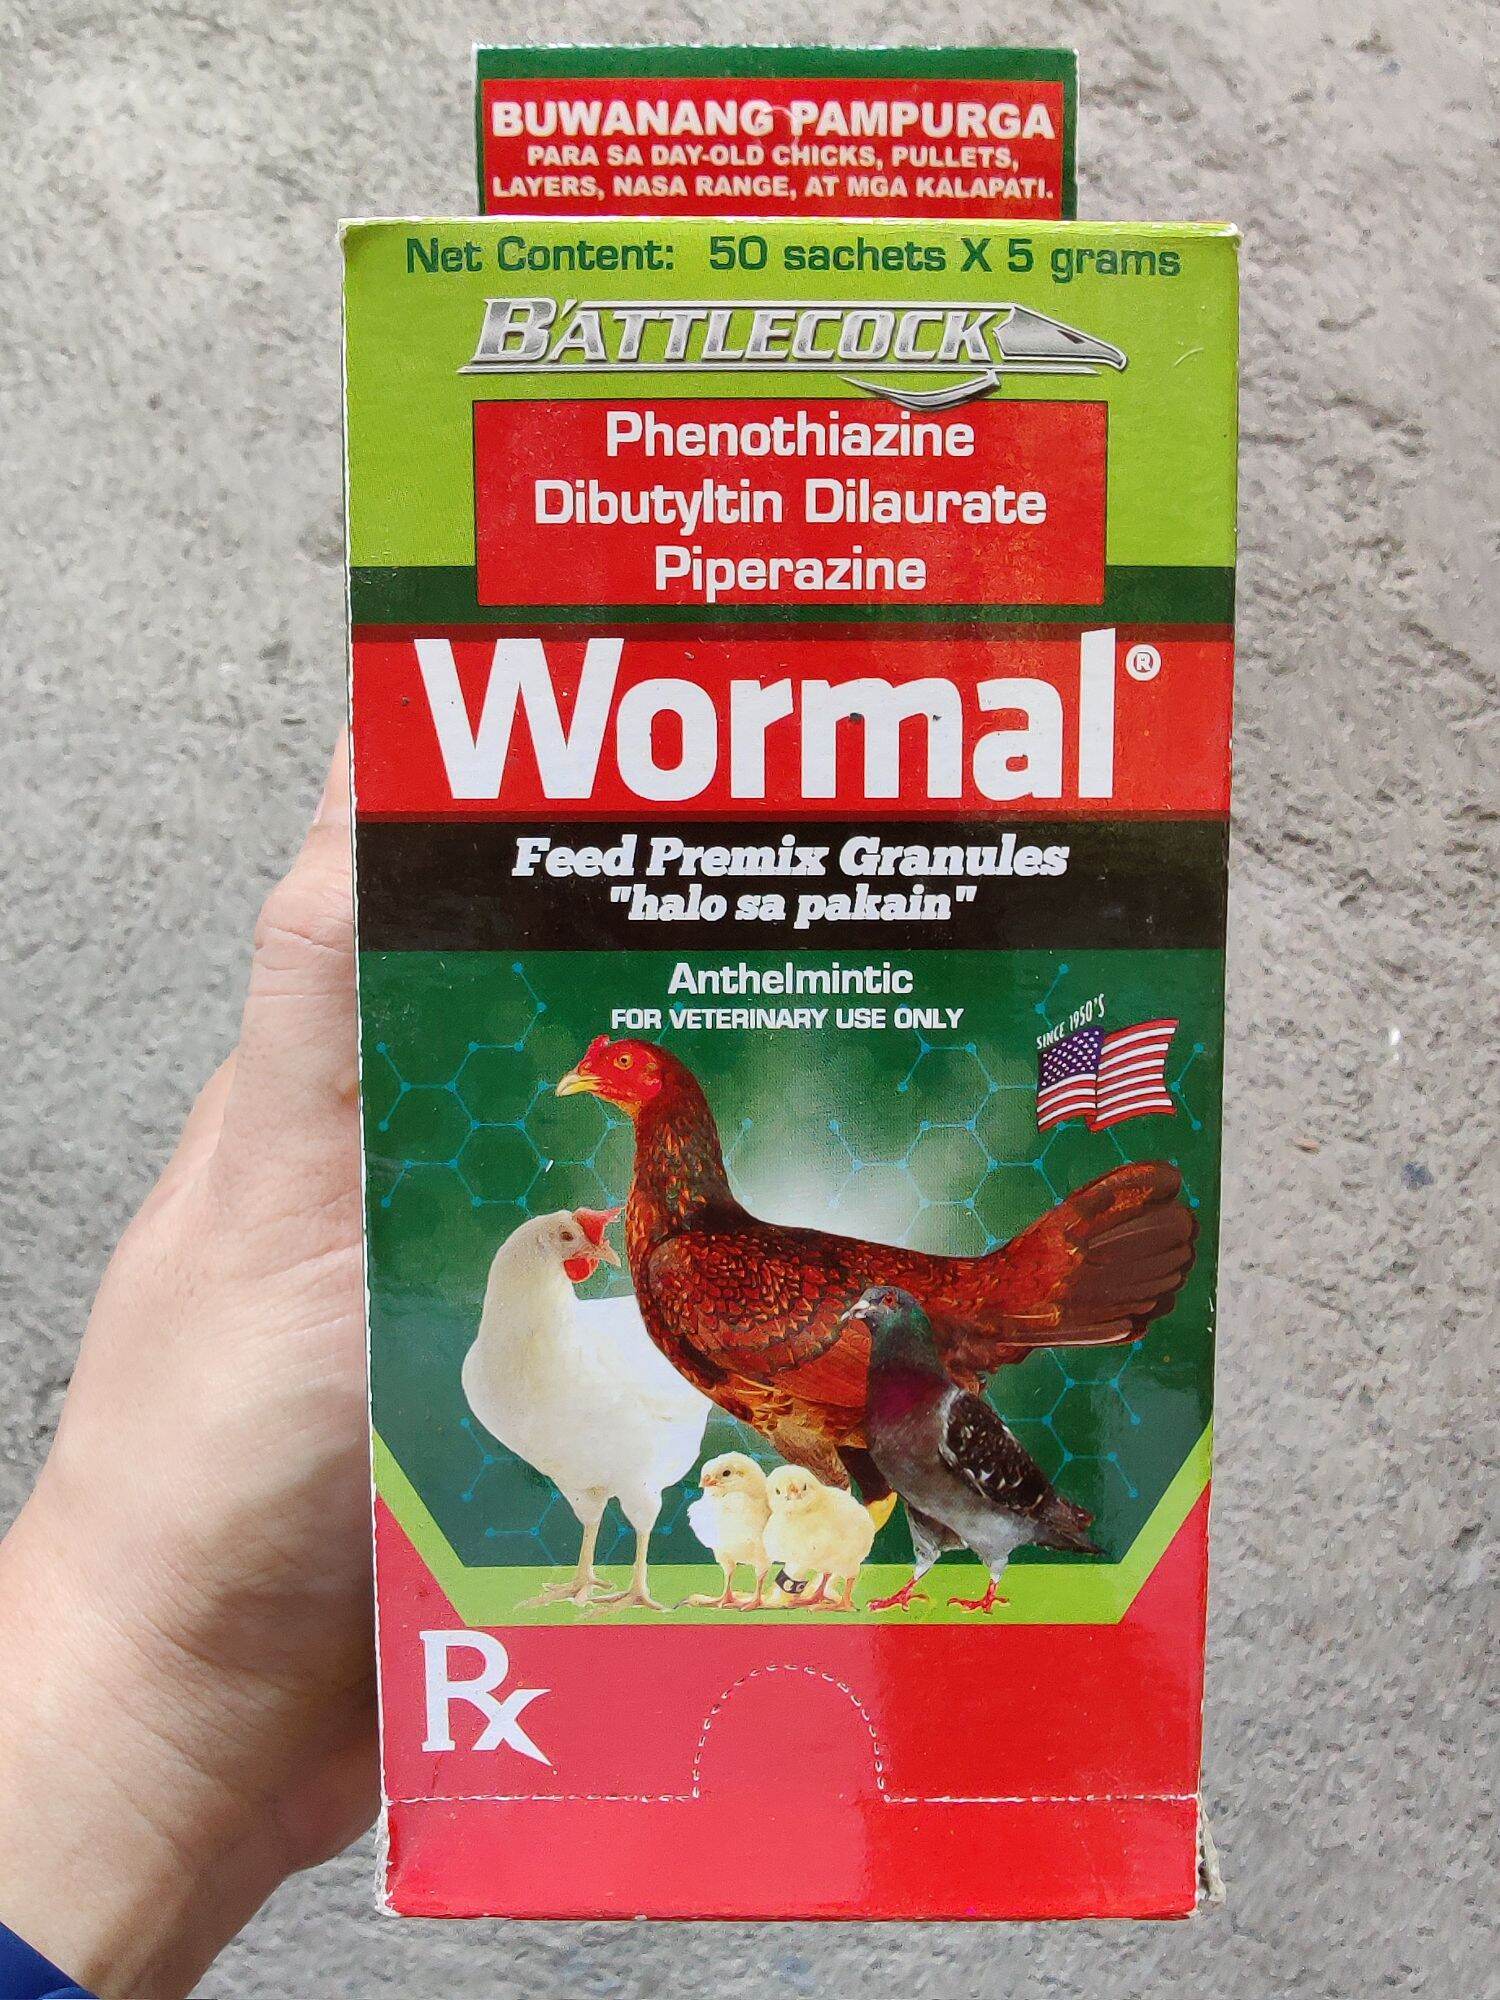 BUWANANG PAMPURGA
PARA SA DAY-OLD CHICKS, PULLETS,
LAYERS, NASA RANGE, AT MGA KALAPATI.
Net Content: 50 sachets X 5 grams
B'ATTLECOCK
Phenothiazine
Dibutyltin Dilaurate
Piperazine
Wormal®
Feed Premix Granules
"halo sa pakain"
Anthelmintic
FOR VETERINARY USE ONLY
SINCE 1950'S
Rx